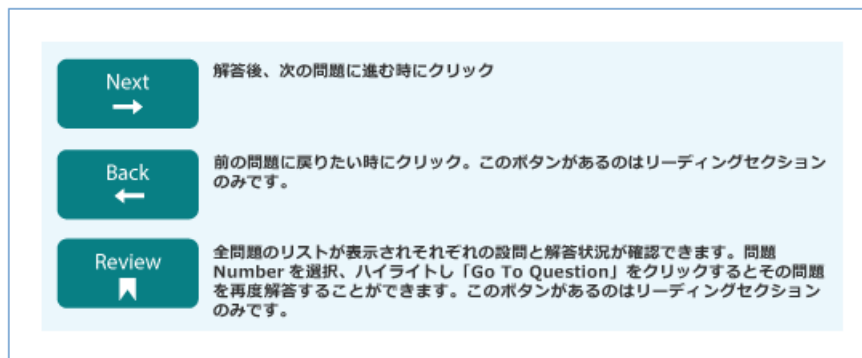 Next
解答後、次の問題に進む時にクリック
Back
前の問題に戻りたい時にクリック。このボタンがあるのはリーディングセクション
のみです。
Review
全問題のリストが表示されそれぞれの設問と解答状況が確認できます。問題
Number を選択、ハイライトし「Go To Question」をクリックするとその問題
を再度解答することができます。このボタンがあるのはリーディングセクション
のみです。